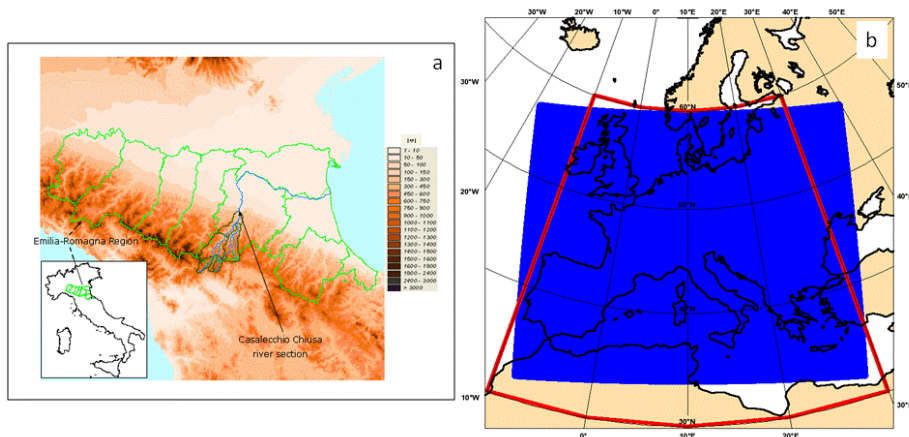 a
[m]
1 - 10
10 - 50
50 - 100
100 - 150
150 - 300
300 - 450
450 - 600
600 - 750
750 - 900
900 - 1000
1000 - 1100
1100 - 1200
1200 - 1300
1300 - 1400
1400 - 1500
1500 - 1600
1600 - 1800
1800 - 2400
2400 - 3000
> 3000
Emilia-Romagna Region
Casalecchio Chiusa
river section
b
30°W 20°W 10°W 0° 10°E 20°E 30°E 40°E 50°E
30°W
20°W
10°W
60°N
50°N
40°N
30°N
50°
40°E
30°E
0° 10°E 20°E